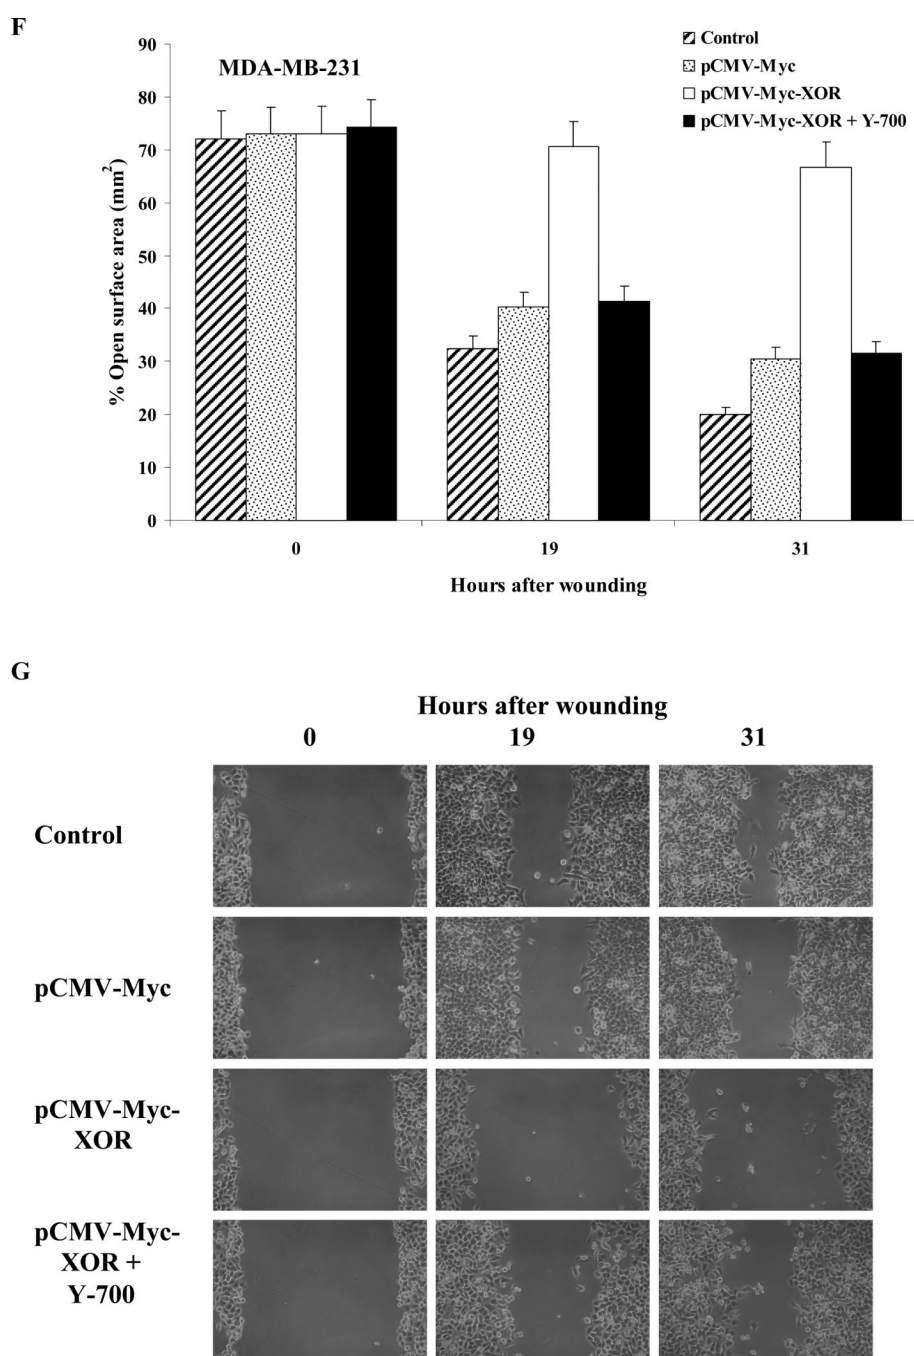 F
90
80
70
60
50
40
30
20
10
0
% Open surface area (mm²)
MDA-MB-231
Control
pCMV-Myc
pCMV-Myc-XOR
pCMV-Myc-XOR + Y-700
0 19 31
Hours after wounding
G
Hours after wounding
0 19 31
Control
pCMV-Myc
pCMV-Myc-
XOR
pCMV-Myc-
XOR +
Y-700